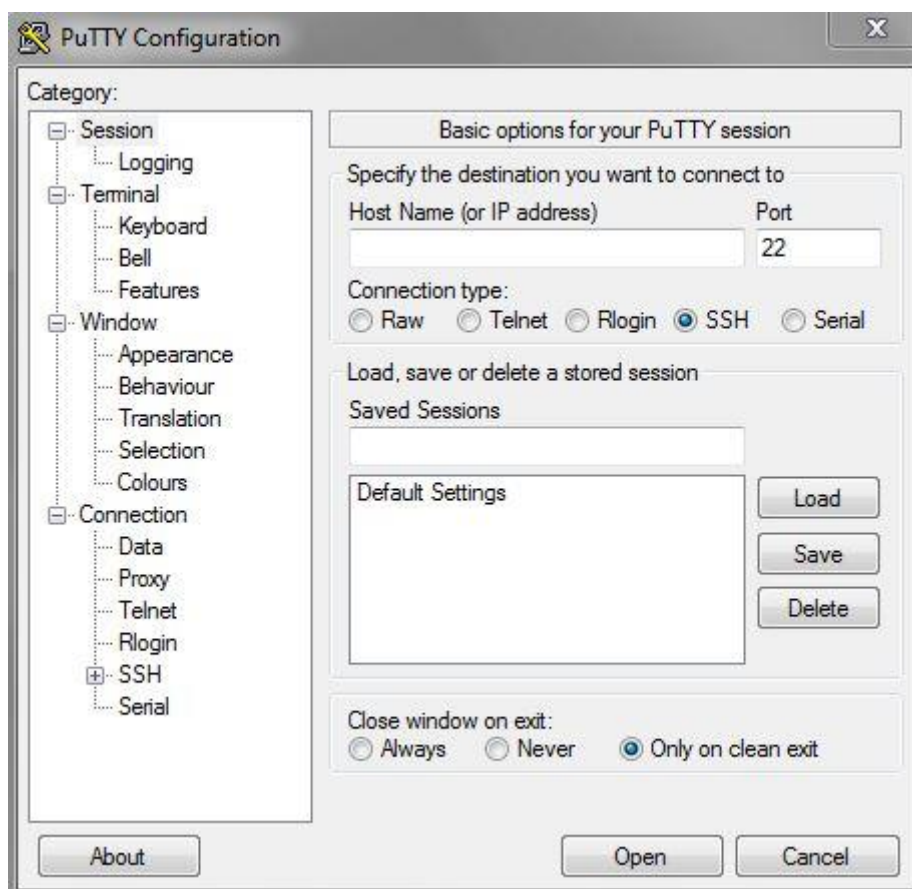 PuTTY Configuration
X
Category:
Session
Logging
Terminal
Keyboard
Bell
Features
Window
Appearance
Behaviour
Translation
Selection
Colours
Connection
Data
Proxy
Telnet
Rlogin
SSH
Serial
Basic options for your PuTTY session
Specify the destination you want to connect to
Host Name (or IP address) Port
22
Connection type:
Raw Telnet Rlogin SSH Serial
Load, save or delete a stored session
Saved Sessions
Default Settings
Load
Save
Delete
Close window on exit:
Always Never Only on clean exit
About Open Cancel